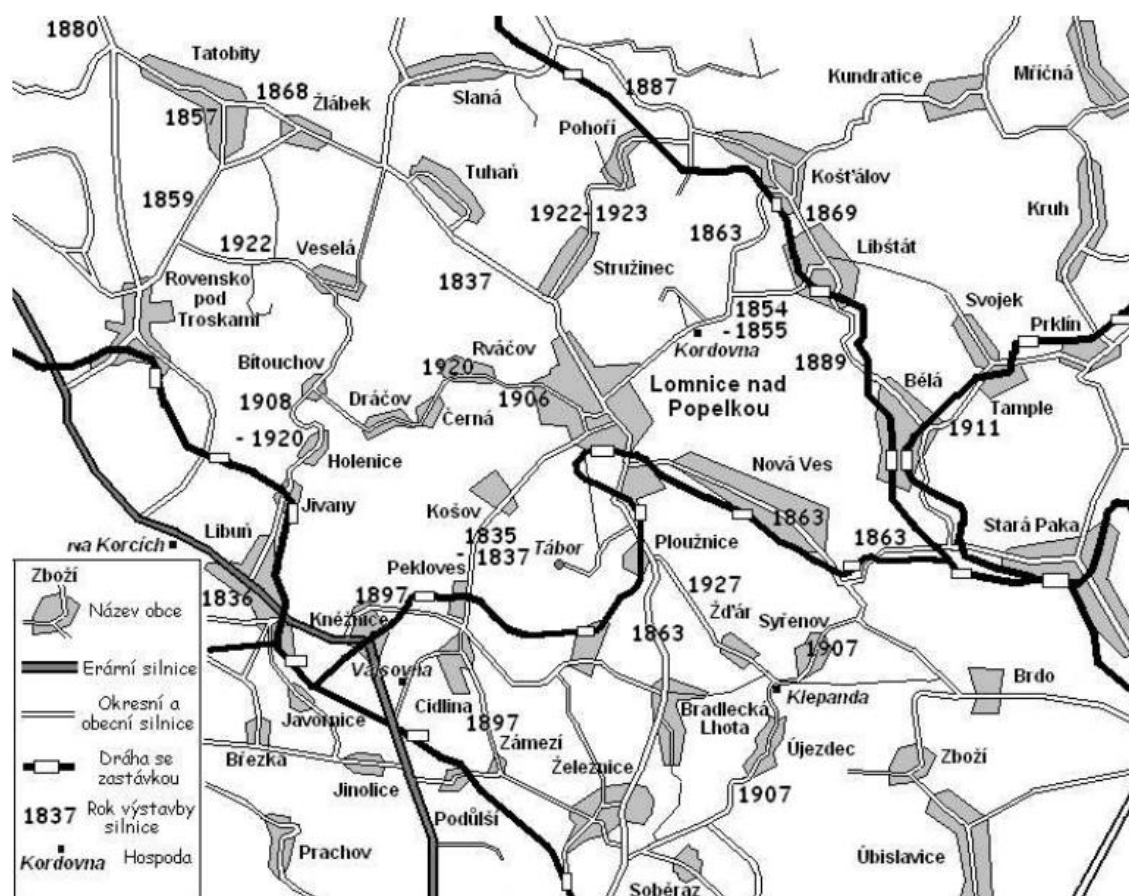 1880
Tatobity
1868
Žlábek
1857
Slaná
1887
Kundratice
Mříčná
Pohoří
Tuhaň
Košťálov
1859
1922-1923
1863
1869
Kruh
1922
Veselá
Libštát
Rovensko
pod
Troskami
1837
Stružinec
1854
- 1855
Svojek
Prklín
Kordovna
Rváčov
1889
Bítouchov
1920
Lomnice nad
Popelkou
Bělá
1908
Dráčov
1906
Tample
Černá
1911
- 1920
Holenice
Nová Ves
Jivany
Košov
1863
Libuň
1835
-
1837
Stará Paka
Na Korcích
Tábor
Ploužnice
1863
Pekloves
1927
1836
1897
Kněžnice
Žďár
Syřenov
1863
1907
Valsovna
Brdo
Cidlina
Klepanda
Javornice
1897
Bradlecká
Lhota
Zámezí
Újezdec
Březka
Železnice
Zboží
Jinolice
1907
Podůlší
Prachov
Úbislavice
Soběraz
Zboží
Název obce
Erární silnice
Okresní a
obecní silnice
Dráha se
zastávkou
1837 Rok výstavby
silnice
Kordovna Hospoda